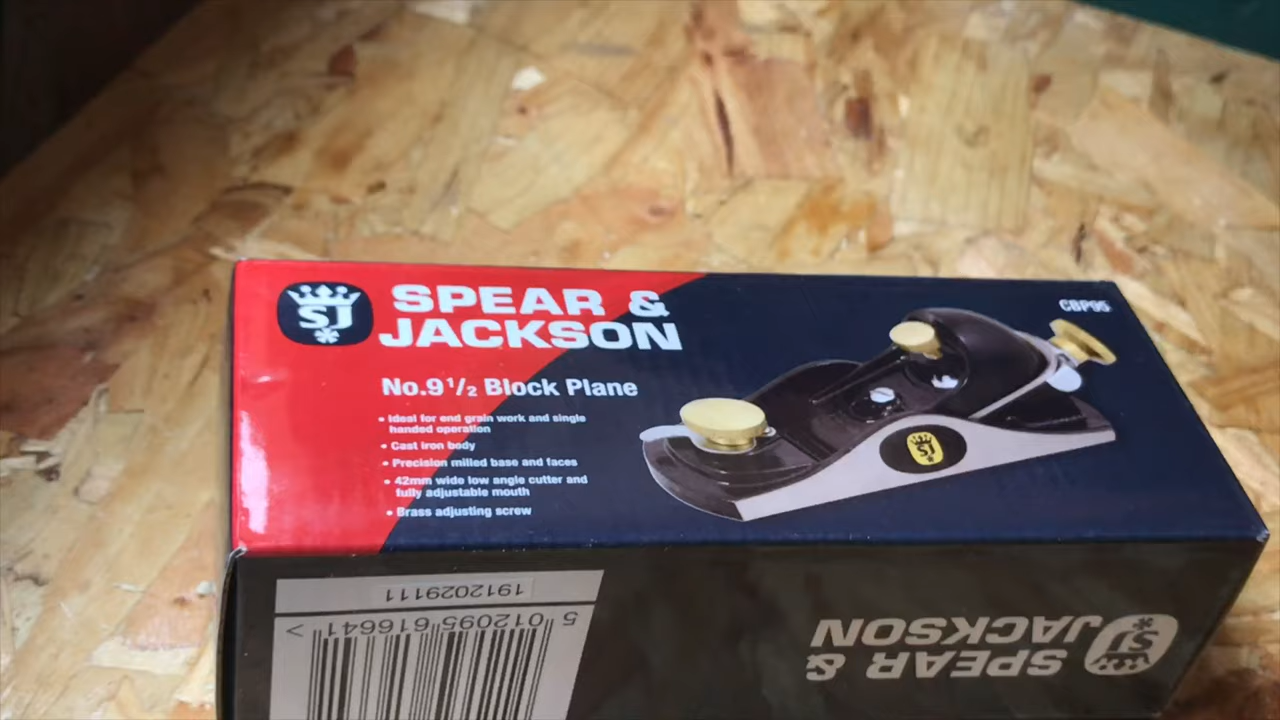 SJ
SPEAR &
JACKSON
CBP95
No.9 1/2 Block Plane
• Ideal for end grain work and single
handed operation
• Cast iron body
• Precision milled base and faces
• 42mm wide low angle cutter and
fully adjustable mouth
• Brass adjusting screw
SJ
1912029111
5 012095 616641 >
SJ
SPEAR &
JACKSON